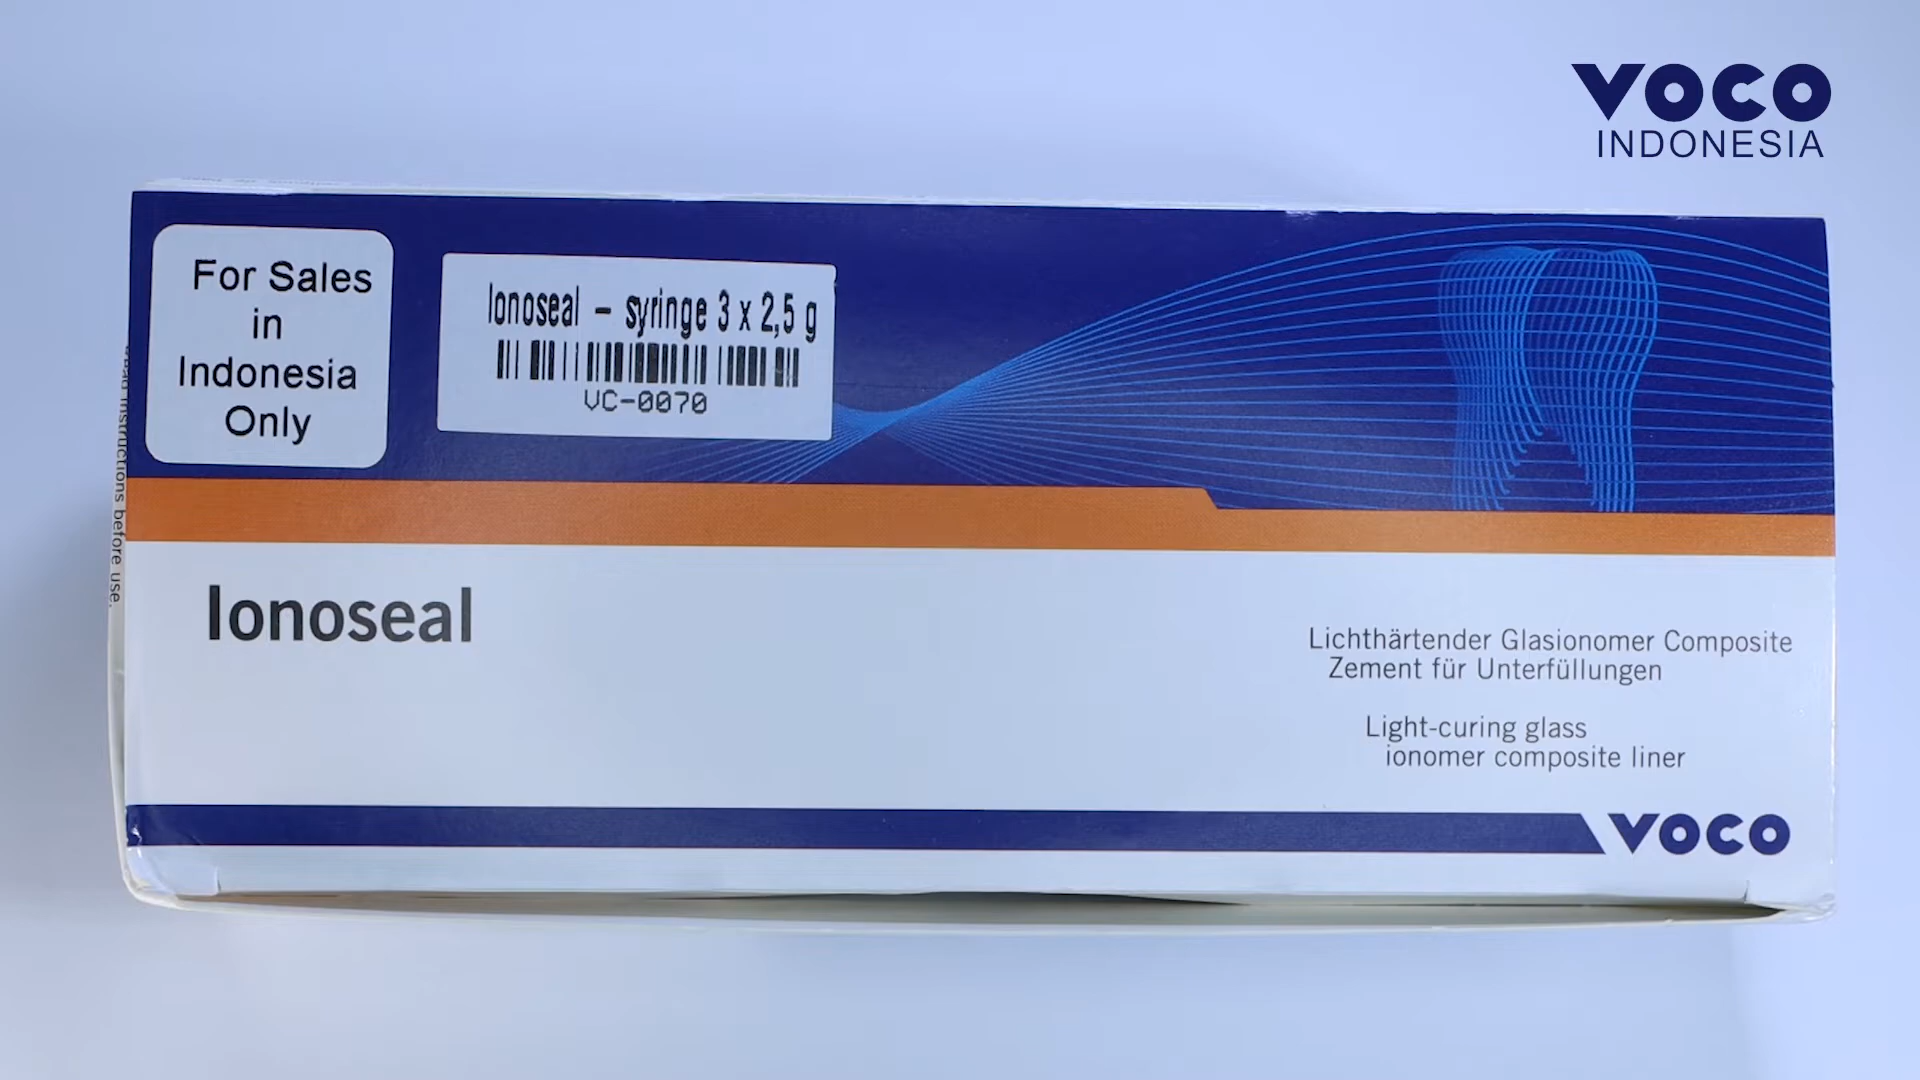 VOCO
INDONESIA
For Sales
in
Indonesia
Only
Ionoseal - syringe 3 x 2,5 g
VC-0070
Ionoseal
Lichthärtender Glasionomer Composite
Zement für Unterfüllungen
Light-curing glass
ionomer composite liner
VOCO
instructions before use.